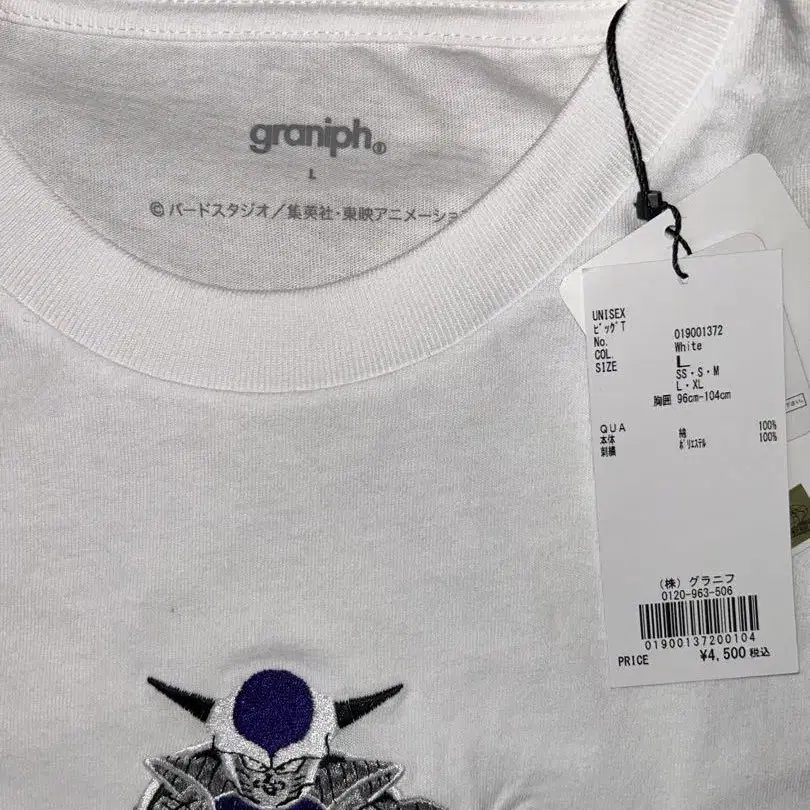 graniph
L
© バードスタジオ／集英社・東映アニメーショ
UNISEX
ﾋﾞｯｸﾞT
No. 019001372
COL. White
SIZE L
SS・S・M
L・XL
胸囲 96cm-104cm
QUA
本体 綿 100%
刺繍 ﾎﾟﾘｴｽﾃﾙ 100%
(株) グラニフ
0120-963-506
01900137200104
PRICE ¥4,500 税込